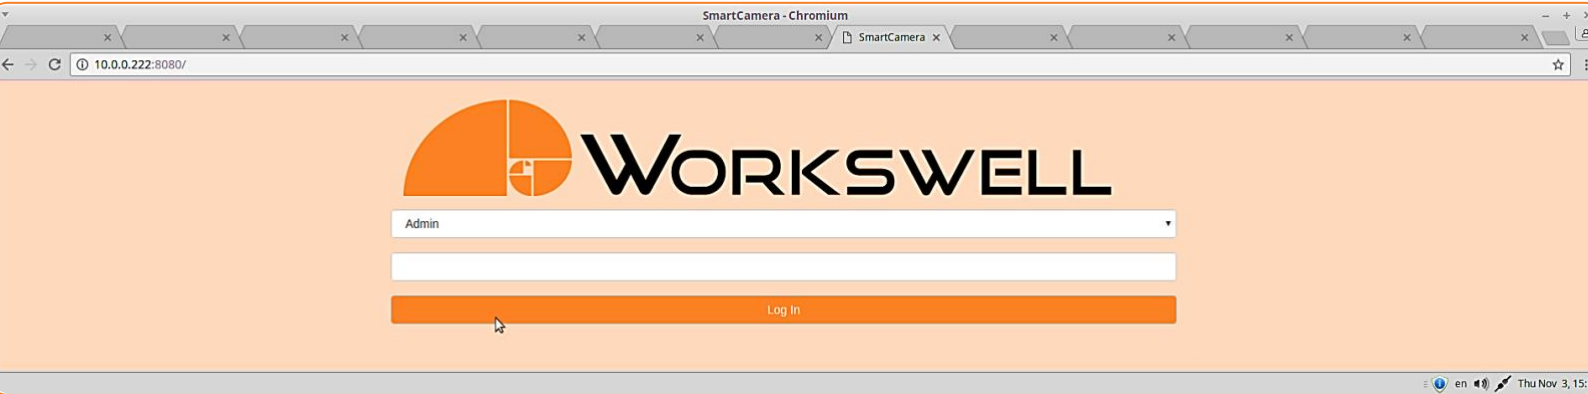 SmartCamera - Chromium
SmartCamera
10.0.0.222:8080/
WORKSWELL
Admin
Log In
en Thu Nov 3, 15: